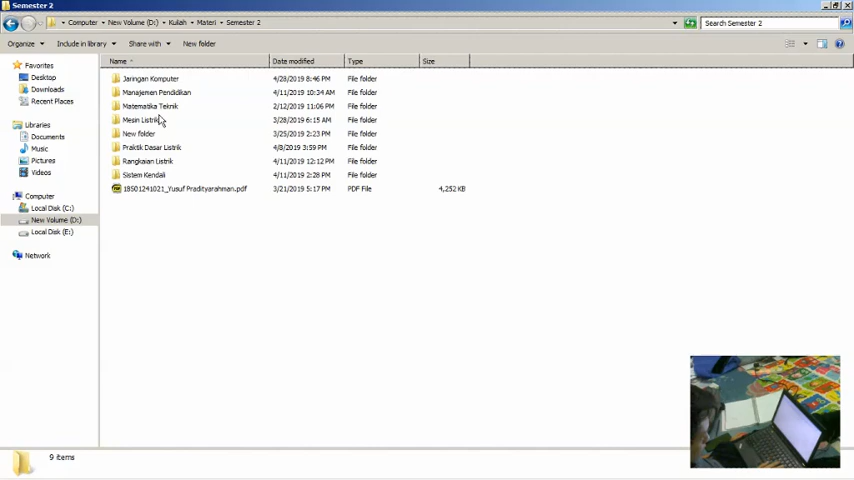 Semester 2
Computer ▸ New Volume (D:) ▸ Kuliah ▸ Materi ▸ Semester 2
Search Semester 2
Organize Include in library Share with New folder
Favorites
Desktop
Downloads
Recent Places
Libraries
Documents
Music
Pictures
Videos
Computer
Local Disk (C:)
New Volume (D:)
Local Disk (E:)
Network
Name Date modified Type Size
Jaringan Komputer 4/28/2019 8:46 PM File folder
Manajemen Pendidikan 4/11/2019 10:34 AM File folder
Matematika Teknik 2/12/2019 11:06 PM File folder
Mesin Listrik 3/28/2019 6:15 AM File folder
New folder 3/25/2019 2:23 PM File folder
Praktik Dasar Listrik 4/8/2019 3:59 PM File folder
Rangkaian Listrik 4/11/2019 12:12 PM File folder
Sistem Kendali 4/11/2019 2:28 PM File folder
18501241021_Yusuf Pradityarahman.pdf 3/21/2019 5:17 PM PDF File 4,252 KB
9 items